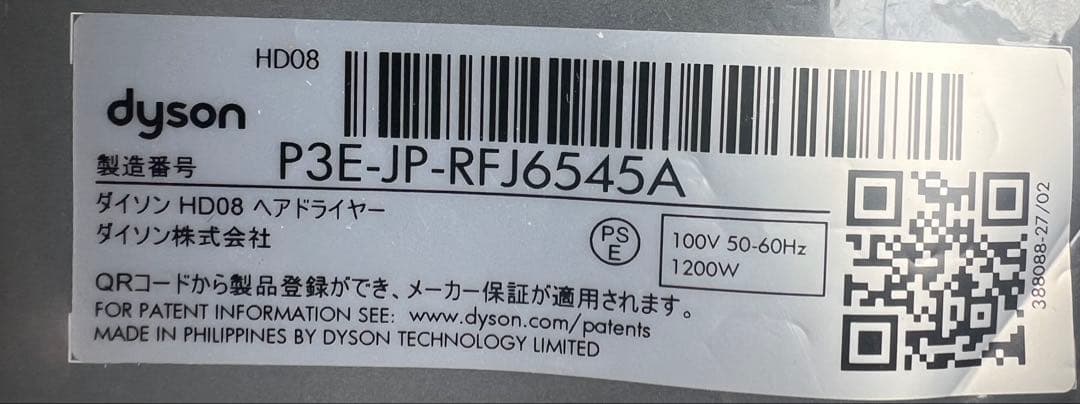 HD08
dyson
製造番号 P3E-JP-RFJ6545A
ダイソン HD08 ヘアドライヤー
ダイソン株式会社
PS
E
100V 50-60Hz
1200W
QRコードから製品登録ができ、メーカー保証が適用されます。
FOR PATENT INFORMATION SEE: www.dyson.com/patents
MADE IN PHILIPPINES BY DYSON TECHNOLOGY LIMITED
388088-27/02